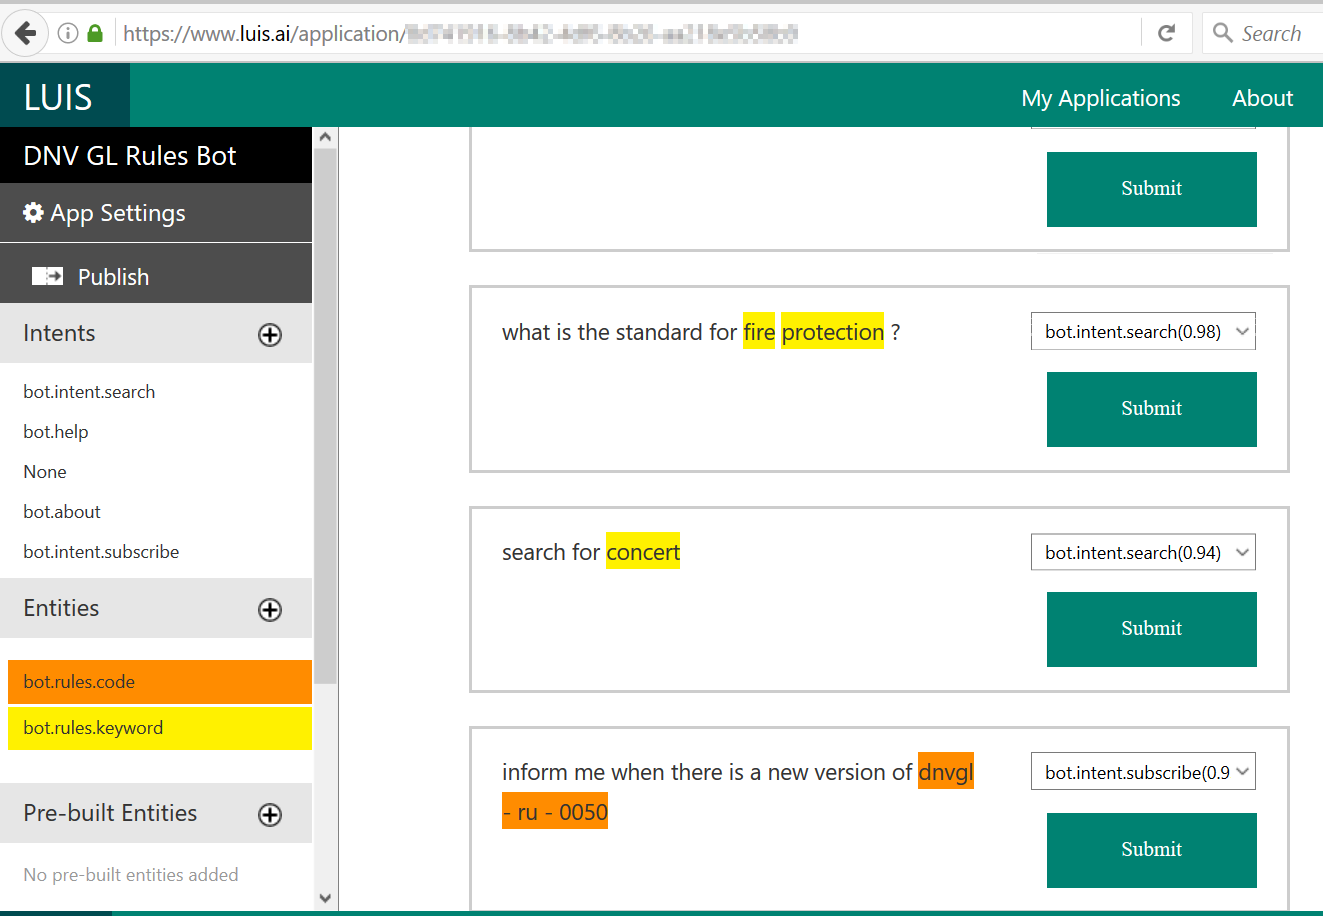 https://www.luis.ai/application/
Search
LUIS
My Applications
About
DNV GL Rules Bot
App Settings
Publish
Intents
bot.intent.search
bot.help
None
bot.about
bot.intent.subscribe
Entities
bot.rules.code
bot.rules.keyword
Pre-built Entities
No pre-built entities added
Submit
what is the standard for fire protection ?
bot.intent.search(0.98)
Submit
search for concert
bot.intent.search(0.94)
Submit
inform me when there is a new version of dnvgl
- ru - 0050
bot.intent.subscribe(0.9
Submit